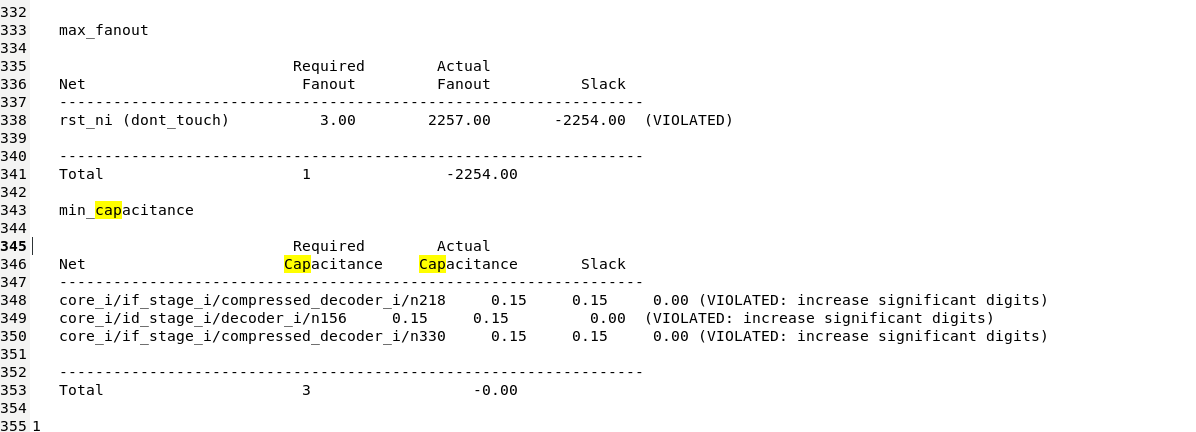 332
333 max_fanout
334
335 Required Actual
336 Net Fanout Fanout Slack
337 -----------------------------------------------------------------
338 rst_ni (dont_touch) 3.00 2257.00 -2254.00 (VIOLATED)
339
340 -----------------------------------------------------------------
341 Total 1 -2254.00
342
343 min_capacitance
344
345 Required Actual
346 Net Capacitance Capacitance Slack
347 -----------------------------------------------------------------
348 core_i/if_stage_i/compressed_decoder_i/n218 0.15 0.15 0.00 (VIOLATED: increase significant digits)
349 core_i/id_stage_i/decoder_i/n156 0.15 0.15 0.00 (VIOLATED: increase significant digits)
350 core_i/if_stage_i/compressed_decoder_i/n330 0.15 0.15 0.00 (VIOLATED: increase significant digits)
351
352 -----------------------------------------------------------------
353 Total 3 -0.00
354
355 1